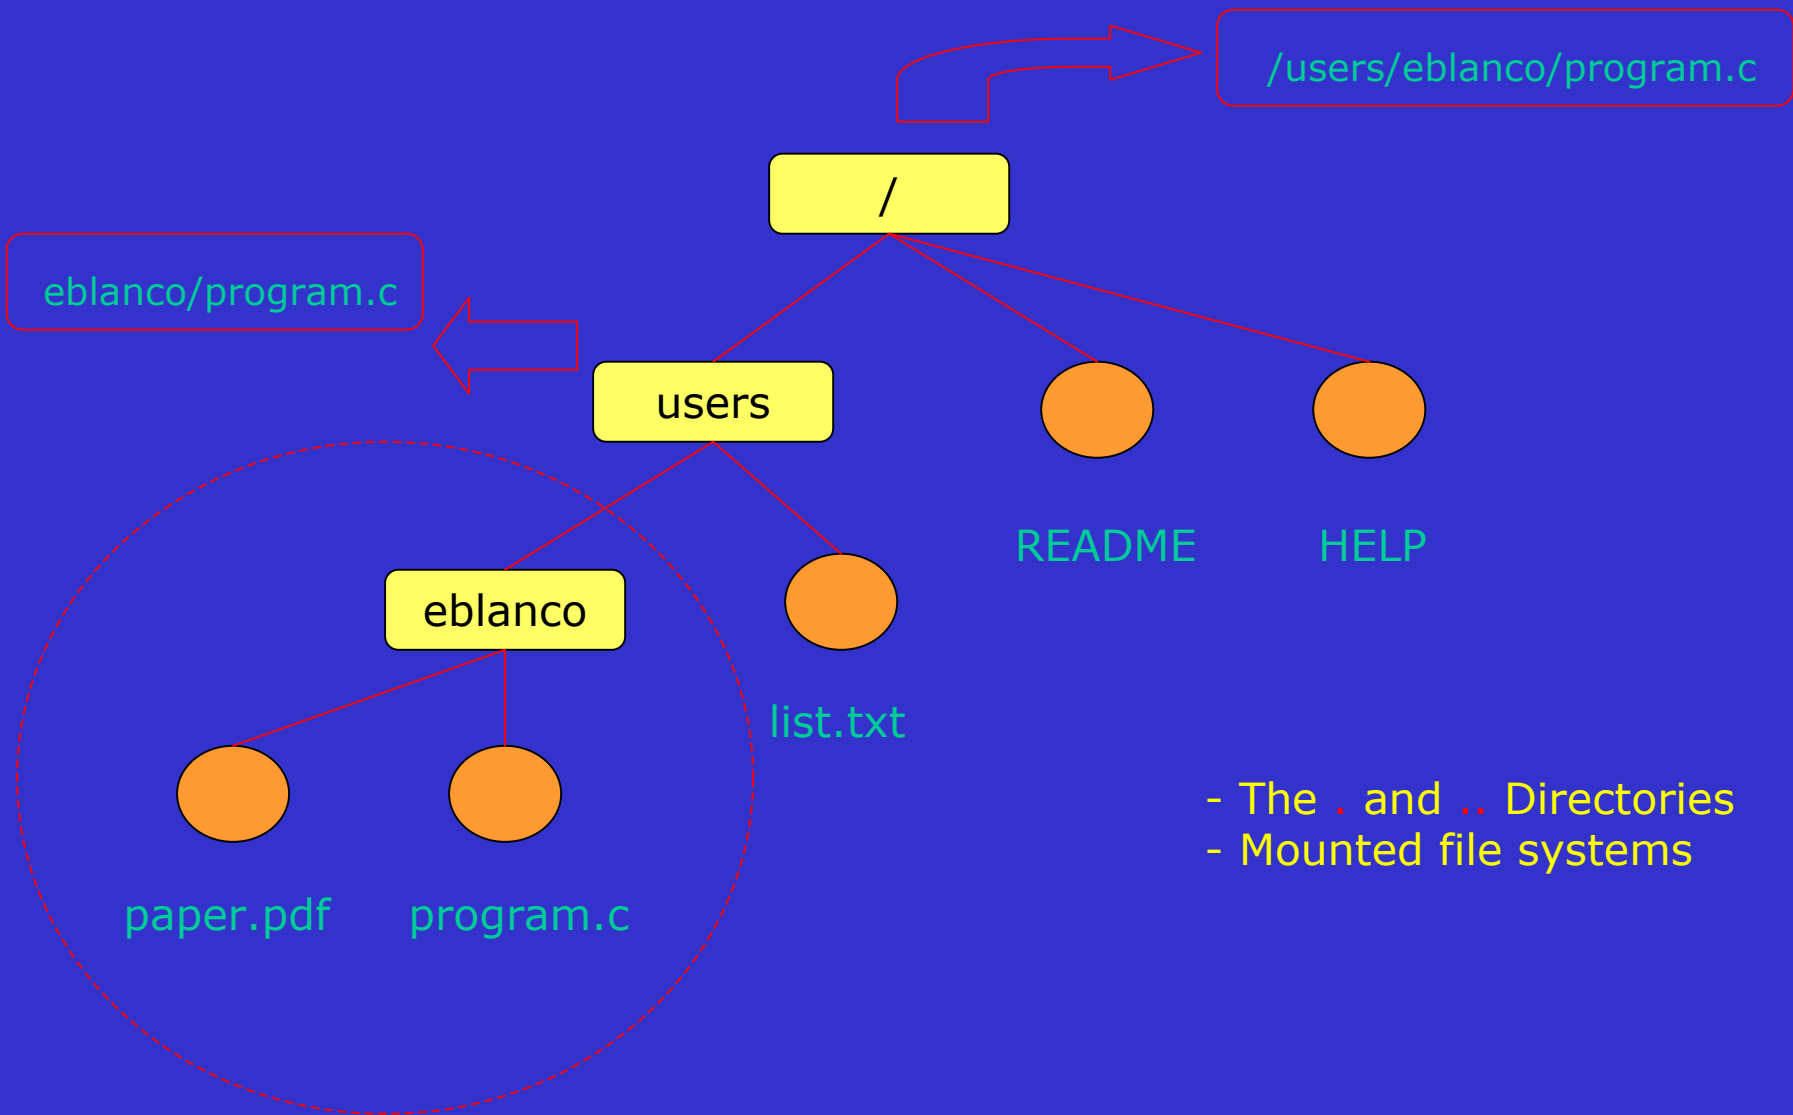 /users/eblanco/program.c
/
eblanco/program.c
users
README
HELP
eblanco
list.txt
- The . and .. Directories
- Mounted file systems
paper.pdf
program.c